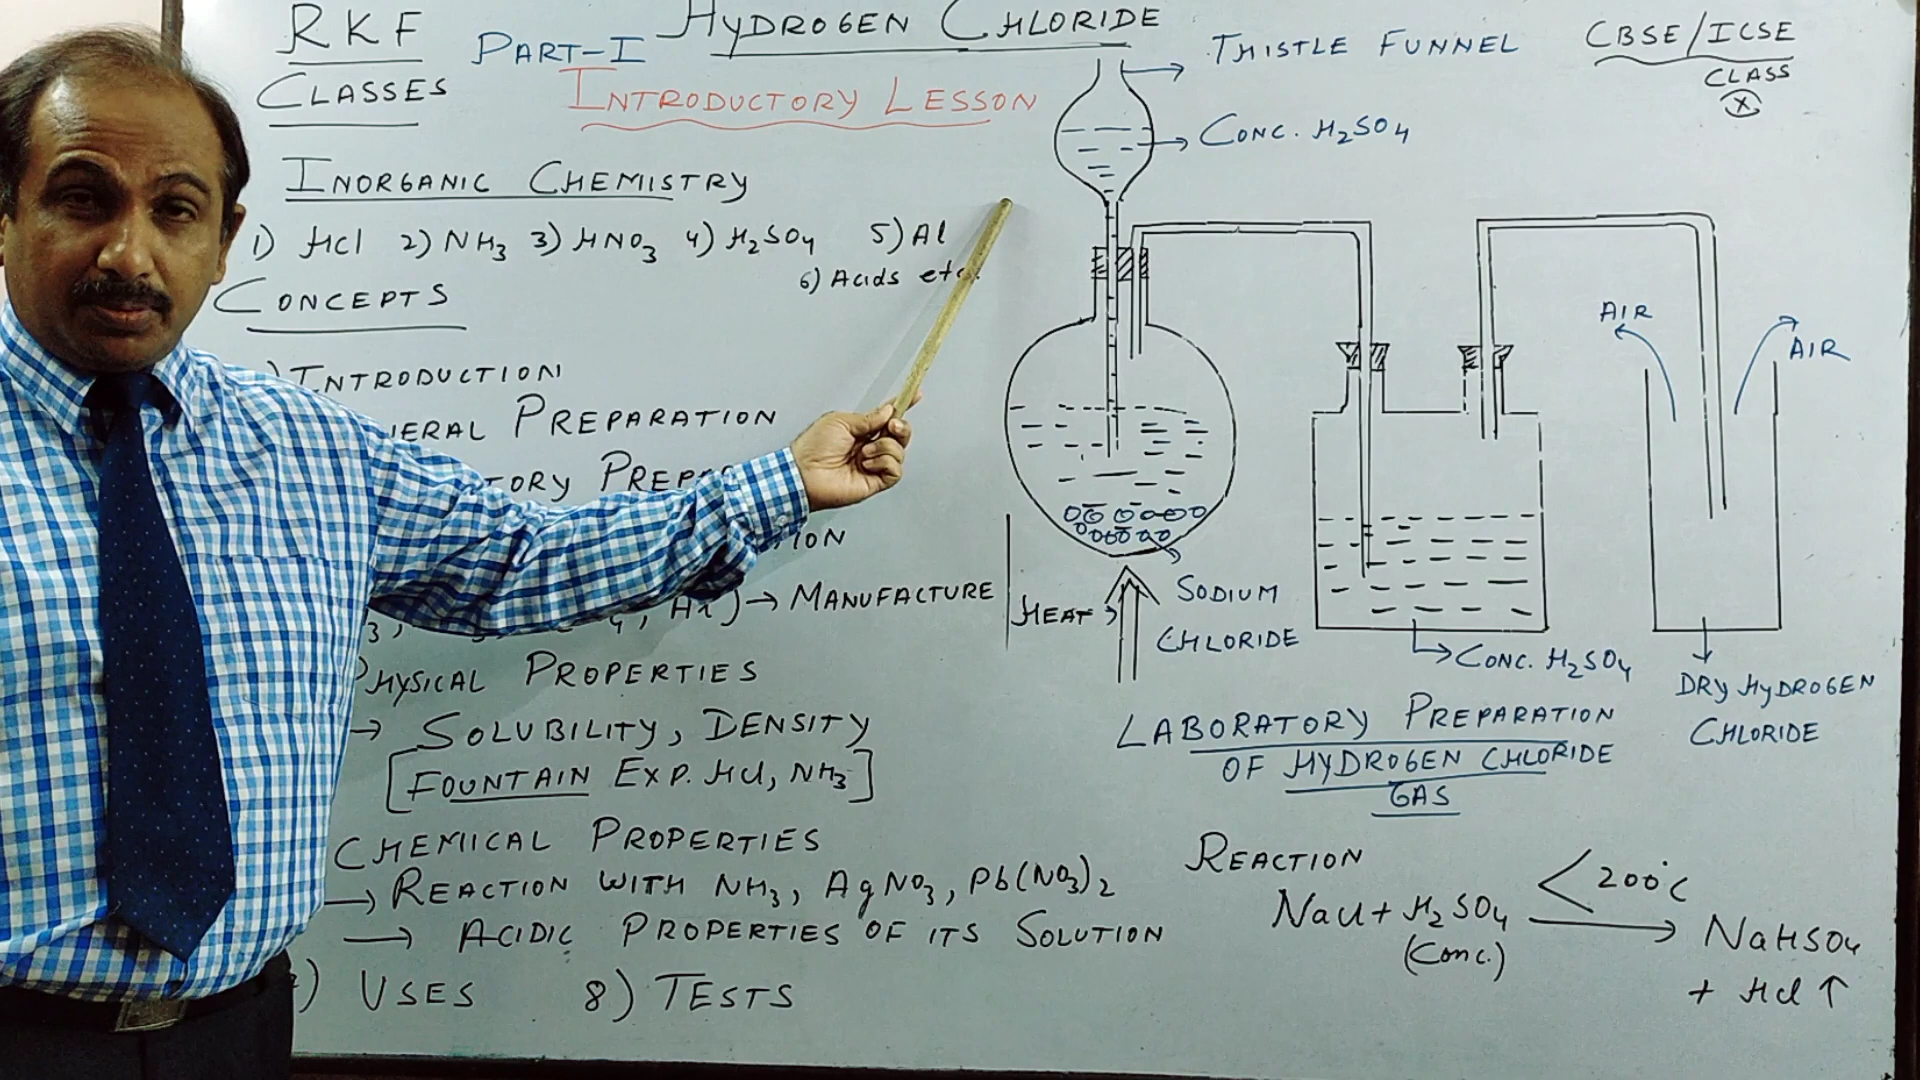 RKF
CLASSES
PART-I
HYDROGEN CHLORIDE
INTRODUCTORY LESSON
CBSE/ICSE
CLASS
X
INORGANIC CHEMISTRY
1) HCl 2) NH3 3) HNO3 4) H2SO4 5) Al
6) Acids etc.
CONCEPTS
) INTRODUCTION
NERAL PREPARATION
TORY PREP
ION
→ MANUFACTURE
PHYSICAL PROPERTIES
→ SOLUBILITY, DENSITY
[FOUNTAIN EXP. HCl, NH3]
CHEMICAL PROPERTIES
→ REACTION WITH NH3, AgNO3, Pb(NO3)2
→ ACIDIC PROPERTIES OF ITS SOLUTION
) USES 8) TESTS
THISTLE FUNNEL
CONC. H2SO4
AIR
AIR
HEAT
SODIUM
CHLORIDE
CONC. H2SO4
DRY HYDROGEN
CHLORIDE
LABORATORY PREPARATION
OF HYDROGEN CHLORIDE
GAS
REACTION
NaCl + H2SO4 <200°C → NaHSO4
(Conc.)
+ HCl ↑